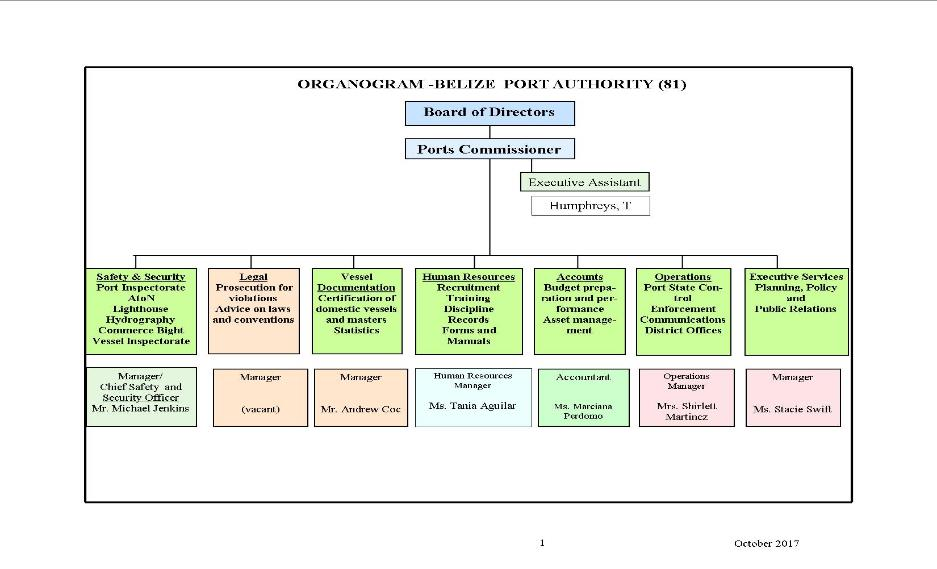 ORGANOGRAM -BELIZE PORT AUTHORITY (81)
Board of Directors
Ports Commissioner
Executive Assistant
Humphreys, T
Safety & Security
Port Inspectorate
AtoN
Lighthouse
Hydrography
Commerce Bight
Vessel Inspectorate
Legal
Prosecution for
violations
Advice on laws
and conventions
Vessel
Documentation
Certification of
domestic vessels
and masters
Statistics
Human Resources
Recruitment
Training
Discipline
Records
Forms and
Manuals
Accounts
Budget prepa-
ration and per-
formance
Asset manage-
ment
Operations
Port State Con-
trol
Enforcement
Communications
District Offices
Executive Services
Planning, Policy
and
Public Relations
Manager/
Chief Safety and
Security Officer
Mr. Michael Jenkins
Manager
(vacant)
Manager
Mr. Andrew Coc
Human Resources
Manager
Ms. Tania Aguilar
Accountant
Ms. Marciana
Perdomo
Operations
Manager
Mrs. Shirlett
Martinez
Manager
Ms. Stacie Swift
1
October 2017